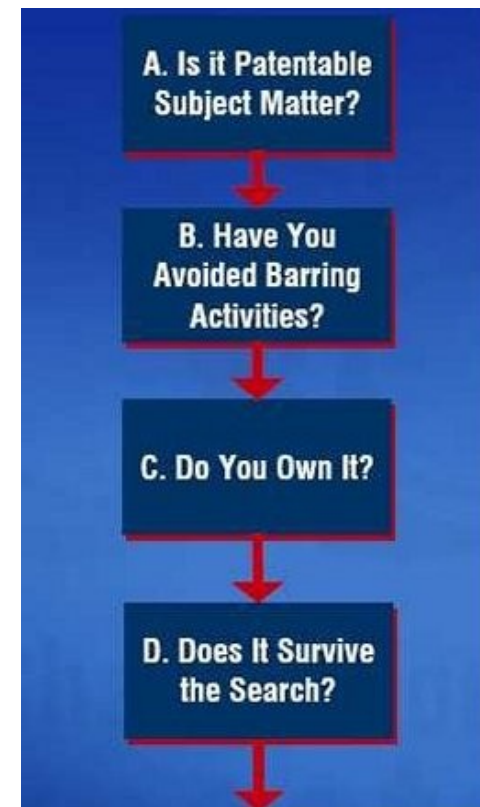 A. Is it Patentable
Subject Matter?
B. Have You
Avoided Barring
Activities?
C. Do You Own It?
D. Does It Survive
the Search?